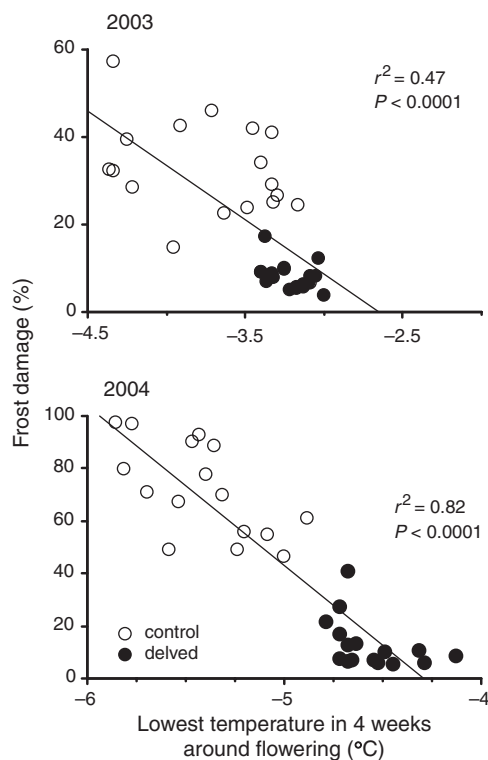 2003
60
r² = 0.47
P < 0.0001
40
20
0
–4.5
–3.5
–2.5
Frost damage (%)
2004
100
80
r² = 0.82
P < 0.0001
60
40
20
control
delved
0
–6
–5
–4
Lowest temperature in 4 weeks
around flowering (°C)